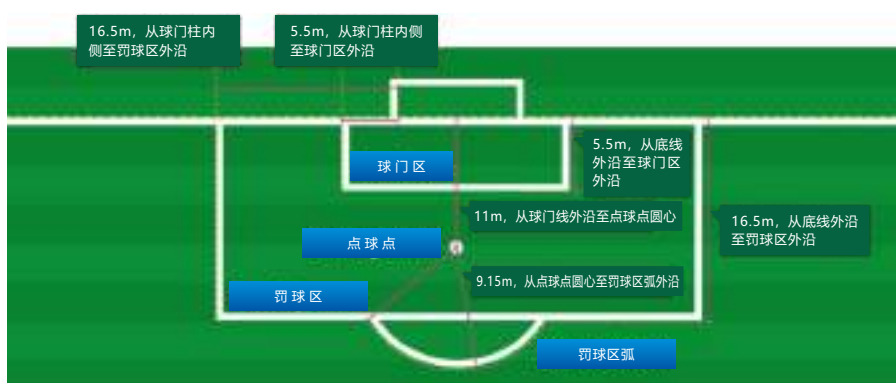 16.5m，从球门柱内
侧至罚球区外沿
5.5m，从球门柱内侧
至球门区外沿
5.5m，从底线
外沿至球门区
外沿
球门区
11m，从球门线外沿至点球点圆心
16.5m，从底线外沿
至罚球区外沿
点球点
9.15m，从点球点圆心至罚球区弧外沿
罚球区
罚球区弧